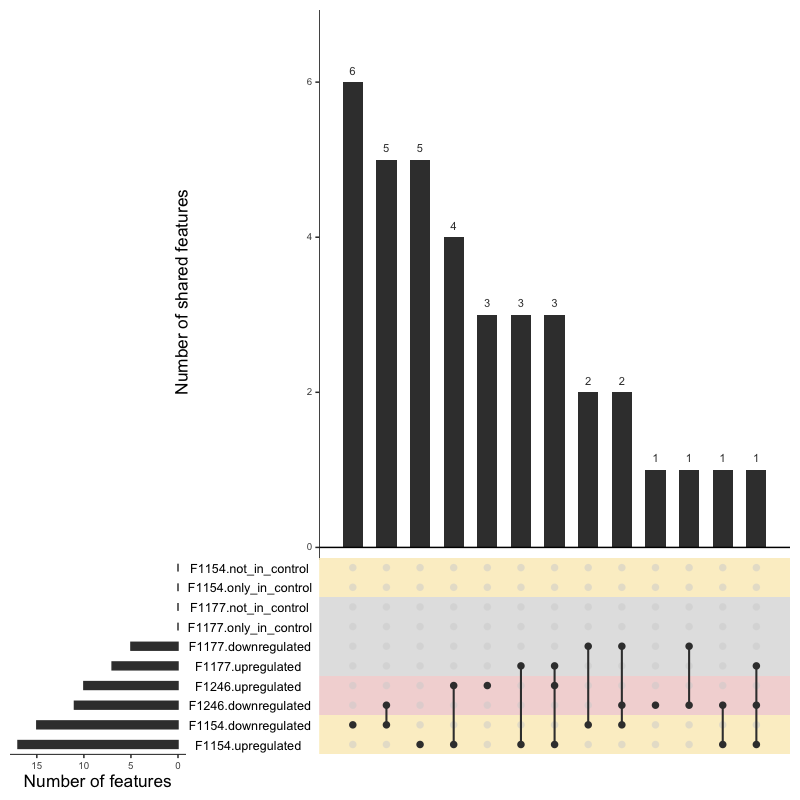 6
5 5
4
3 3 3
2 2
1 1 1 1
Number of shared features
6
4
2
0
F1154.not_in_control
F1154.only_in_control
F1177.not_in_control
F1177.only_in_control
F1177.downregulated
F1177.upregulated
F1246.upregulated
F1246.downregulated
F1154.downregulated
F1154.upregulated
15 10 5 0
Number of features